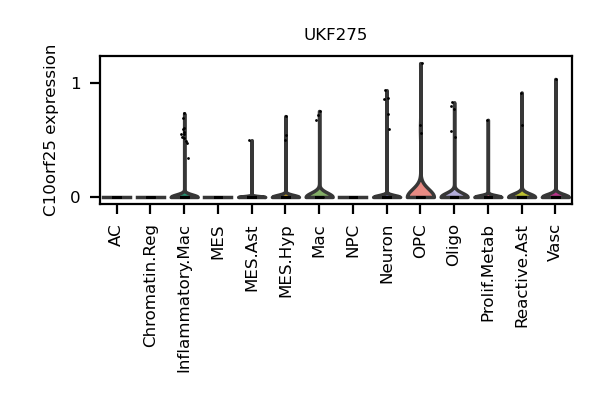 UKF275
C10orf25 expression
1
0
AC
Chromatin.Reg
Inflammatory.Mac
MES
MES.Ast
MES.Hyp
Mac
NPC
Neuron
OPC
Oligo
Prolif.Metab
Reactive.Ast
Vasc